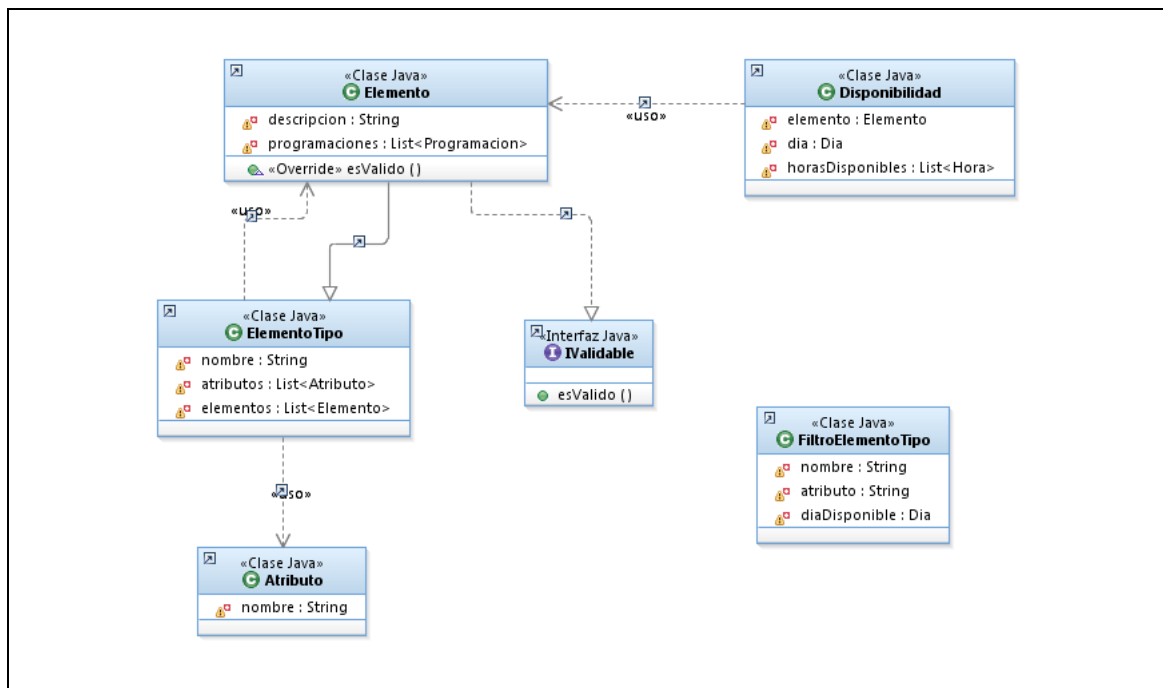 «Clase Java»
Elemento
descripcion : String
programaciones : List<Programacion>
«Override» esValido ()
«uso»
«Clase Java»
Disponibilidad
elemento : Elemento
dia : Dia
horasDisponibles : List<Hora>
«uso»
«Clase Java»
ElementoTipo
nombre : String
atributos : List<Atributo>
elementos : List<Elemento>
«Interfaz Java»
I IValidable
esValido ()
«Clase Java»
FiltroElementoTipo
nombre : String
atributo : String
diaDisponible : Dia
«uso»
«Clase Java»
Atributo
nombre : String